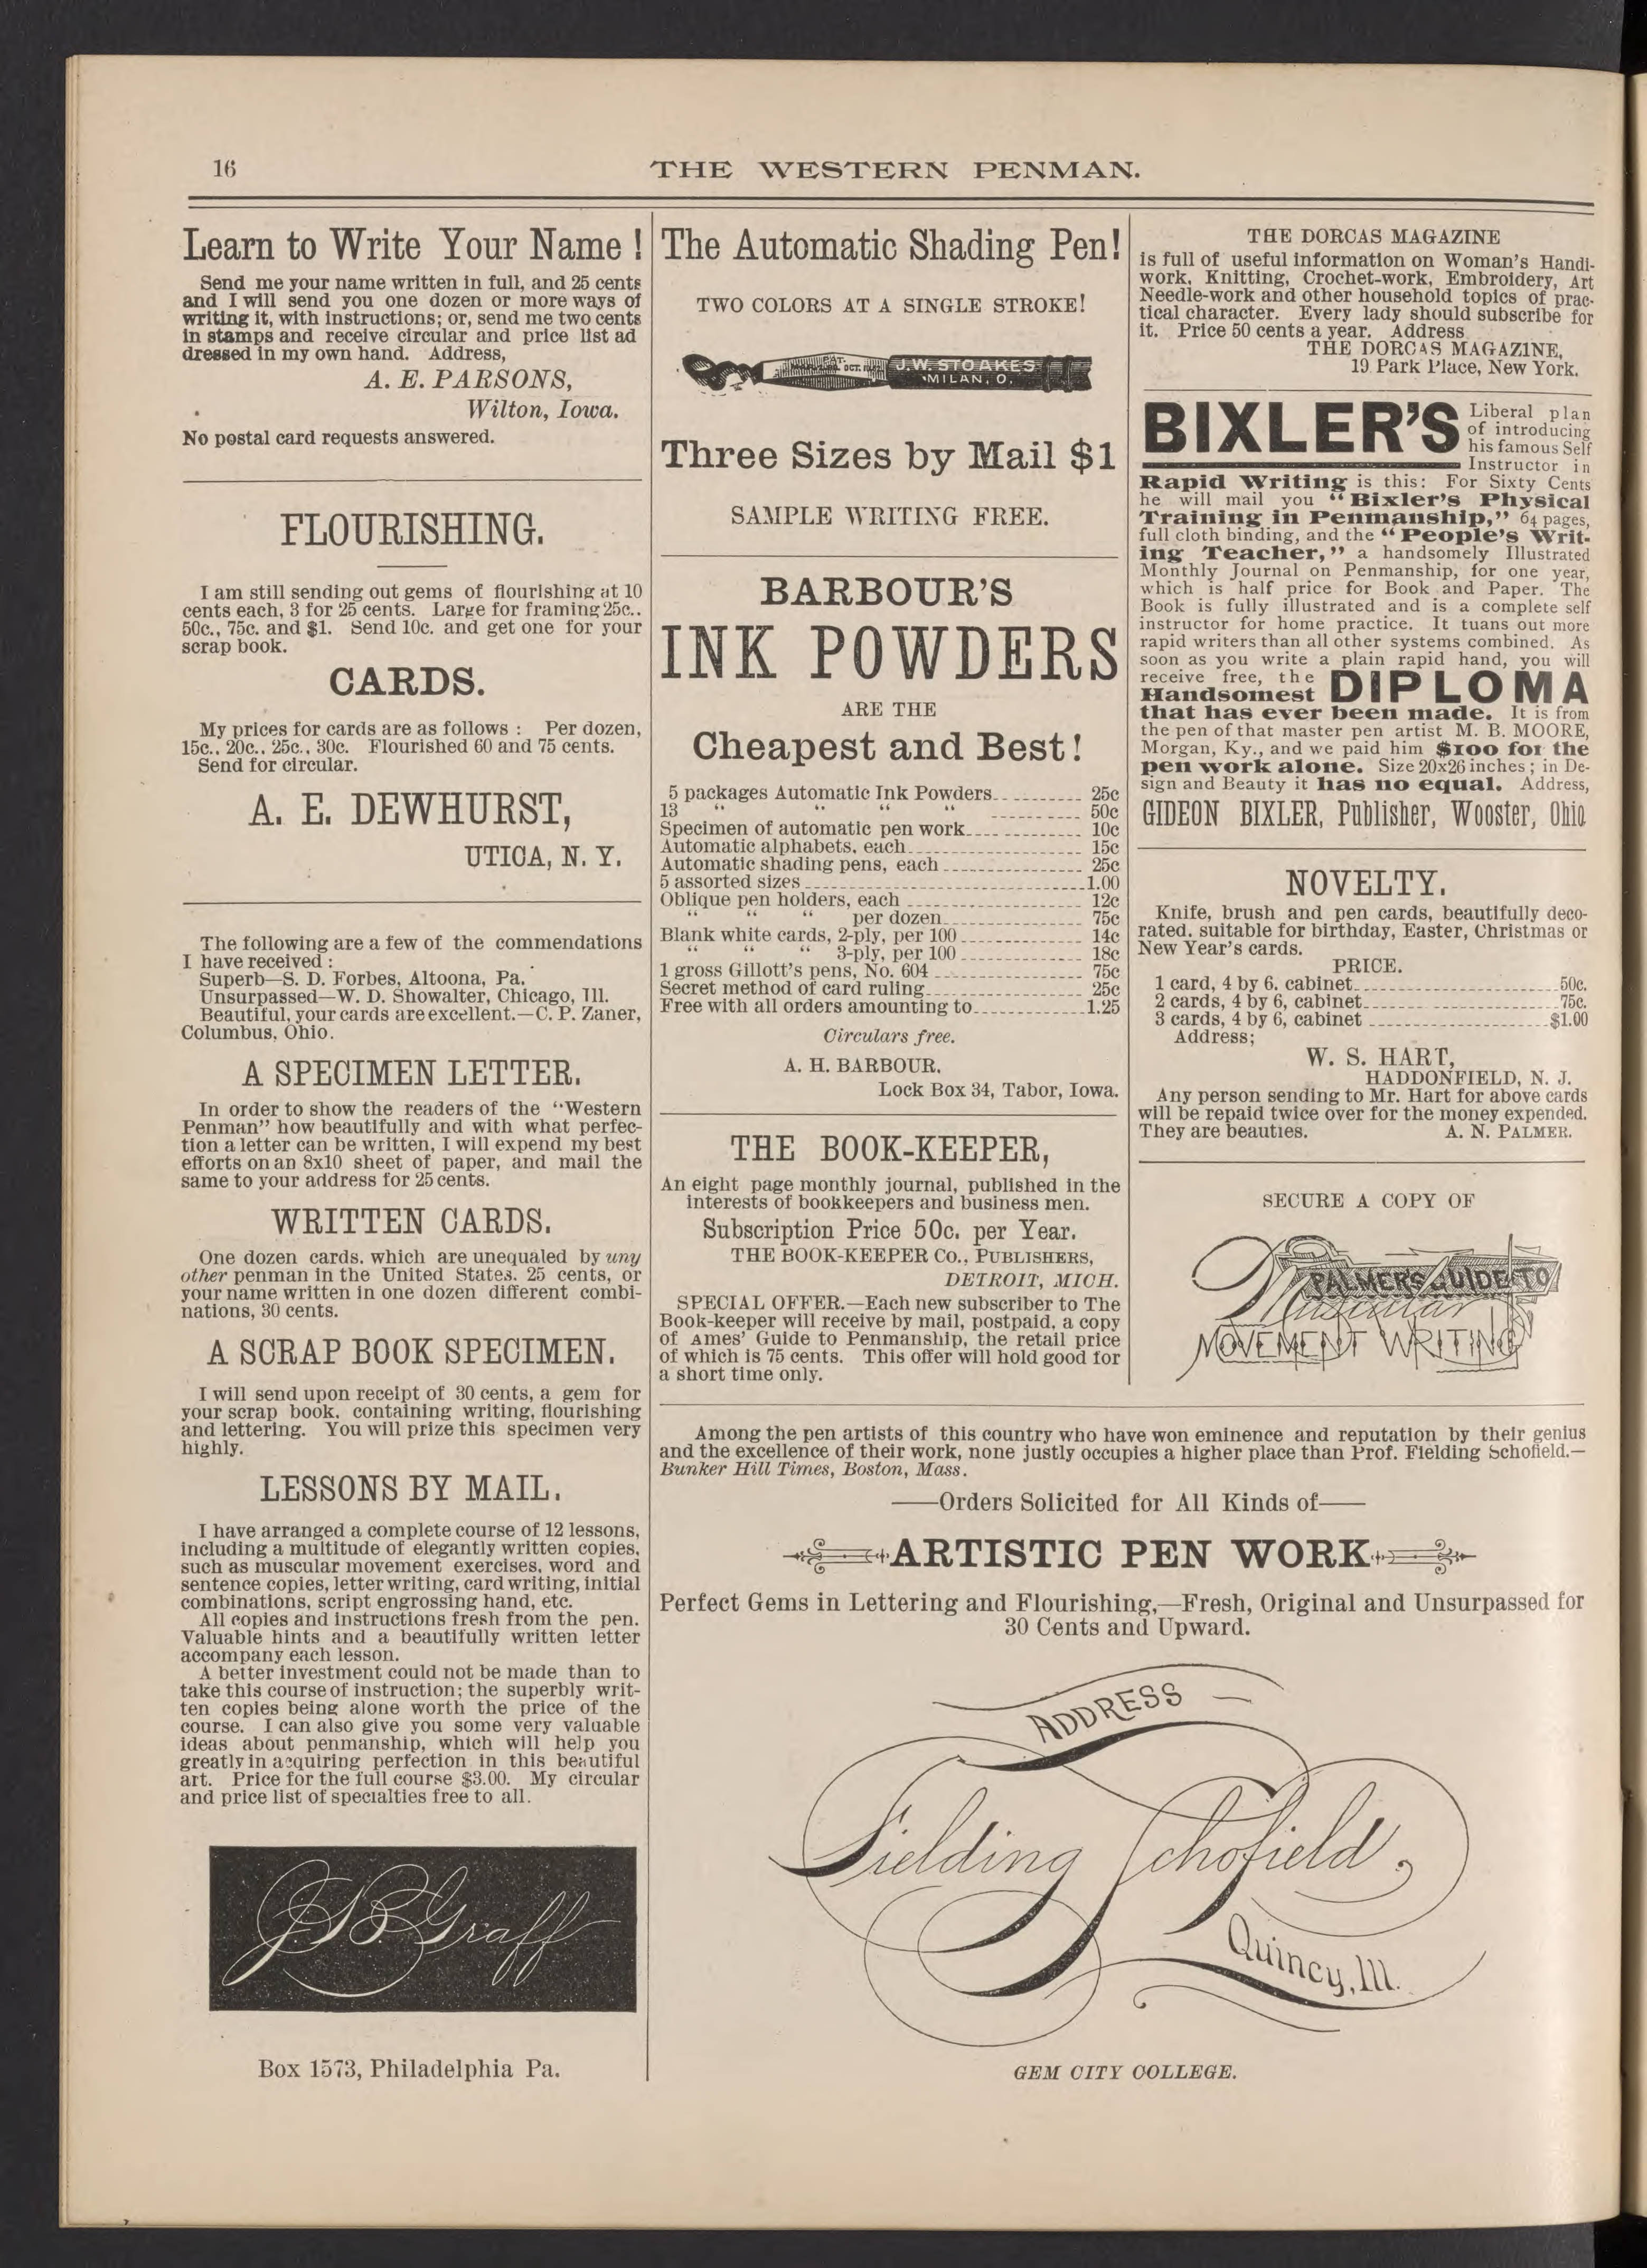 16
THE WESTERN PENMAN.
Learn to Write Your Name!
Send me your name written in full, and 25 cents
and I will send you one dozen or more ways of
writing it, with instructions; or, send me two cents
in stamps and receive circular and price list ad
dressed in my own hand. Address,
A. E. PARSONS,
Wilton, Iowa.
No postal card requests answered.
FLOURISHING.
I am still sending out gems of flourishing at 10
cents each, 3 for 25 cents. Large for framing 25c..
50c., 75c. and $1. Send 10c. and get one for your
scrap book.
CARDS.
My prices for cards are as follows: Per dozen,
15c., 20c., 25c., 30c. Flourished 60 and 75 cents.
Send for circular.
A. E. DEWHURST,
UTICA, N. Y.
The following are a few of the commendations
I have received:
Superb—S. D. Forbes, Altoona, Pa.
Unsurpassed—W. D. Showalter, Chicago, Ill.
Beautiful, your cards are excellent.—C. P. Zaner,
Columbus, Ohio.
A SPECIMEN LETTER.
In order to show the readers of the "Western
Penman" how beautifully and with what perfec-
tion a letter can be written, I will expend my best
efforts on an 8x10 sheet of paper, and mail the
same to your address for 25 cents.
WRITTEN CARDS.
One dozen cards, which are unequaled by uny
other penman in the United States. 25 cents, or
your name written in one dozen different combi-
nations, 30 cents.
A SCRAP BOOK SPECIMEN.
I will send upon receipt of 30 cents, a gem for
your scrap book, containing writing, flourishing
and lettering. You will prize this specimen very
highly.
LESSONS BY MAIL.
I have arranged a complete course of 12 lessons,
including a multitude of elegantly written copies,
such as muscular movement exercises, word and
sentence copies, letter writing, card writing, initial
combinations, script engrossing hand, etc.
All copies and instructions fresh from the pen.
Valuable hints and a beautifully written letter
accompany each lesson.
A better investment could not be made than to
take this course of instruction; the superbly writ-
ten copies being alone worth the price of the
course. I can also give you some very valuable
ideas about penmanship, which will help you
greatly in acquiring perfection in this beautiful
art. Price for the full course $3.00. My circular
and price list of specialties free to all.
J.B. Graff
Box 1573, Philadelphia Pa.
The Automatic Shading Pen!
TWO COLORS AT A SINGLE STROKE!
PAT.
OCT.
J.W. STOAKES
MILAN, O.
Three Sizes by Mail $1
SAMPLE WRITING FREE.
BARBOUR'S
INK POWDERS
ARE THE
Cheapest and Best!
5 packages Automatic Ink Powders 25c
13 " " " " 50c
Specimen of automatic pen work 10c
Automatic alphabets, each 15c
Automatic shading pens, each 25c
5 assorted sizes 1.00
Oblique pen holders, each 12c
" " " per dozen 75c
Blank white cards, 2-ply, per 100 14c
" " " 3-ply, per 100 18c
1 gross Gillott's pens, No. 604 75c
Secret method of card ruling 25c
Free with all orders amounting to 1.25
Circulars free.
A. H. BARBOUR,
Lock Box 34, Tabor, Iowa.
THE BOOK-KEEPER,
An eight page monthly journal, published in the
interests of bookkeepers and business men.
Subscription Price 50c. per Year.
THE BOOK-KEEPER Co., PUBLISHERS,
DETROIT, MICH.
SPECIAL OFFER.—Each new subscriber to The
Book-keeper will receive by mail, postpaid, a copy
of Ames' Guide to Penmanship, the retail price
of which is 75 cents. This offer will hold good for
a short time only.
THE DORCAS MAGAZINE
is full of useful information on Woman's Handi-
work, Knitting, Crochet-work, Embroidery, Art
Needle-work and other household topics of prac-
tical character. Every lady should subscribe for
it. Price 50 cents a year. Address
THE DORCAS MAGAZINE,
19 Park Place, New York.
BIXLER'S Liberal plan
of introducing
his famous Self
Instructor in
Rapid Writing is this: For Sixty Cents
he will mail you "Bixler's Physical
Training in Penmanship," 64 pages,
full cloth binding, and the "People's Writ-
ing Teacher," a handsomely Illustrated
Monthly Journal on Penmanship, for one year,
which is half price for Book and Paper. The
Book is fully illustrated and is a complete self
instructor for home practice. It tuans out more
rapid writers than all other systems combined. As
soon as you write a plain rapid hand, you will
receive free, the
Handsomest DIPLOMA
that has ever been made. It is from
the pen of that master pen artist M. B. MOORE,
Morgan, Ky., and we paid him $100 for the
pen work alone. Size 20x26 inches; in De-
sign and Beauty it has no equal. Address,
GIDEON BIXLER, Publisher, Wooster, Ohio
NOVELTY.
Knife, brush and pen cards, beautifully deco-
rated, suitable for birthday, Easter, Christmas or
New Year's cards.
PRICE.
1 card, 4 by 6, cabinet 50c.
2 cards, 4 by 6, cabinet 75c.
3 cards, 4 by 6, cabinet $1.00
Address;
W. S. HART,
HADDONFIELD, N. J.
Any person sending to Mr. Hart for above cards
will be repaid twice over for the money expended.
They are beauties. A. N. PALMER.
SECURE A COPY OF
PALMER'S GUIDE TO
Muscular
MOVEMENT WRITING
Among the pen artists of this country who have won eminence and reputation by their genius
and the excellence of their work, none justly occupies a higher place than Prof. Fielding Schofield.—
Bunker Hill Times, Boston, Mass.
——Orders Solicited for All Kinds of——
ARTISTIC PEN WORK
Perfect Gems in Lettering and Flourishing,—Fresh, Original and Unsurpassed for
30 Cents and Upward.
ADDRESS
Fielding Schofield,
Quincy, Ill.
GEM CITY COLLEGE.